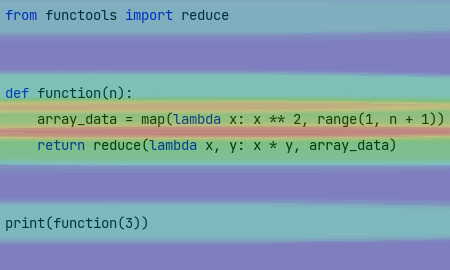 from functools import reduce
def function(n):
    array_data = map(lambda x: x ** 2, range(1, n + 1))
    return reduce(lambda x, y: x * y, array_data)
print(function(3))